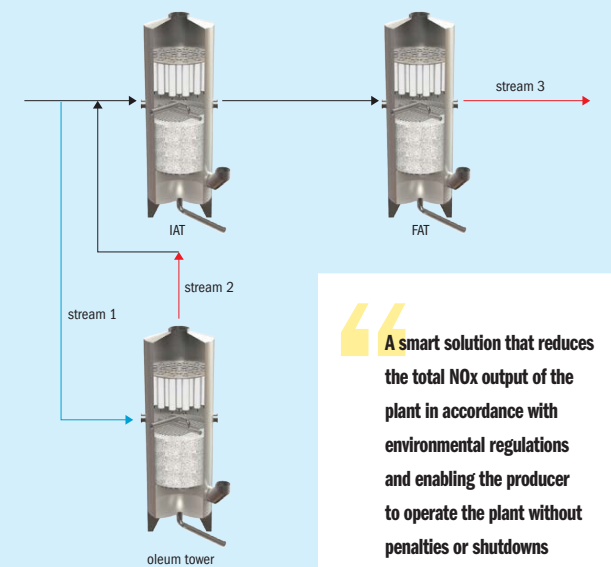 stream 3
IAT
FAT
stream 2
stream 1
oleum tower
“
A smart solution that reduces
the total NOx output of the
plant in accordance with
environmental regulations
and enabling the producer
to operate the plant without
penalties or shutdowns